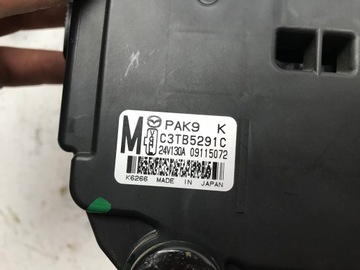 PAK9 K
M
C3TB5291C
24V130A 09115072
K6266 MADE IN JAPAN